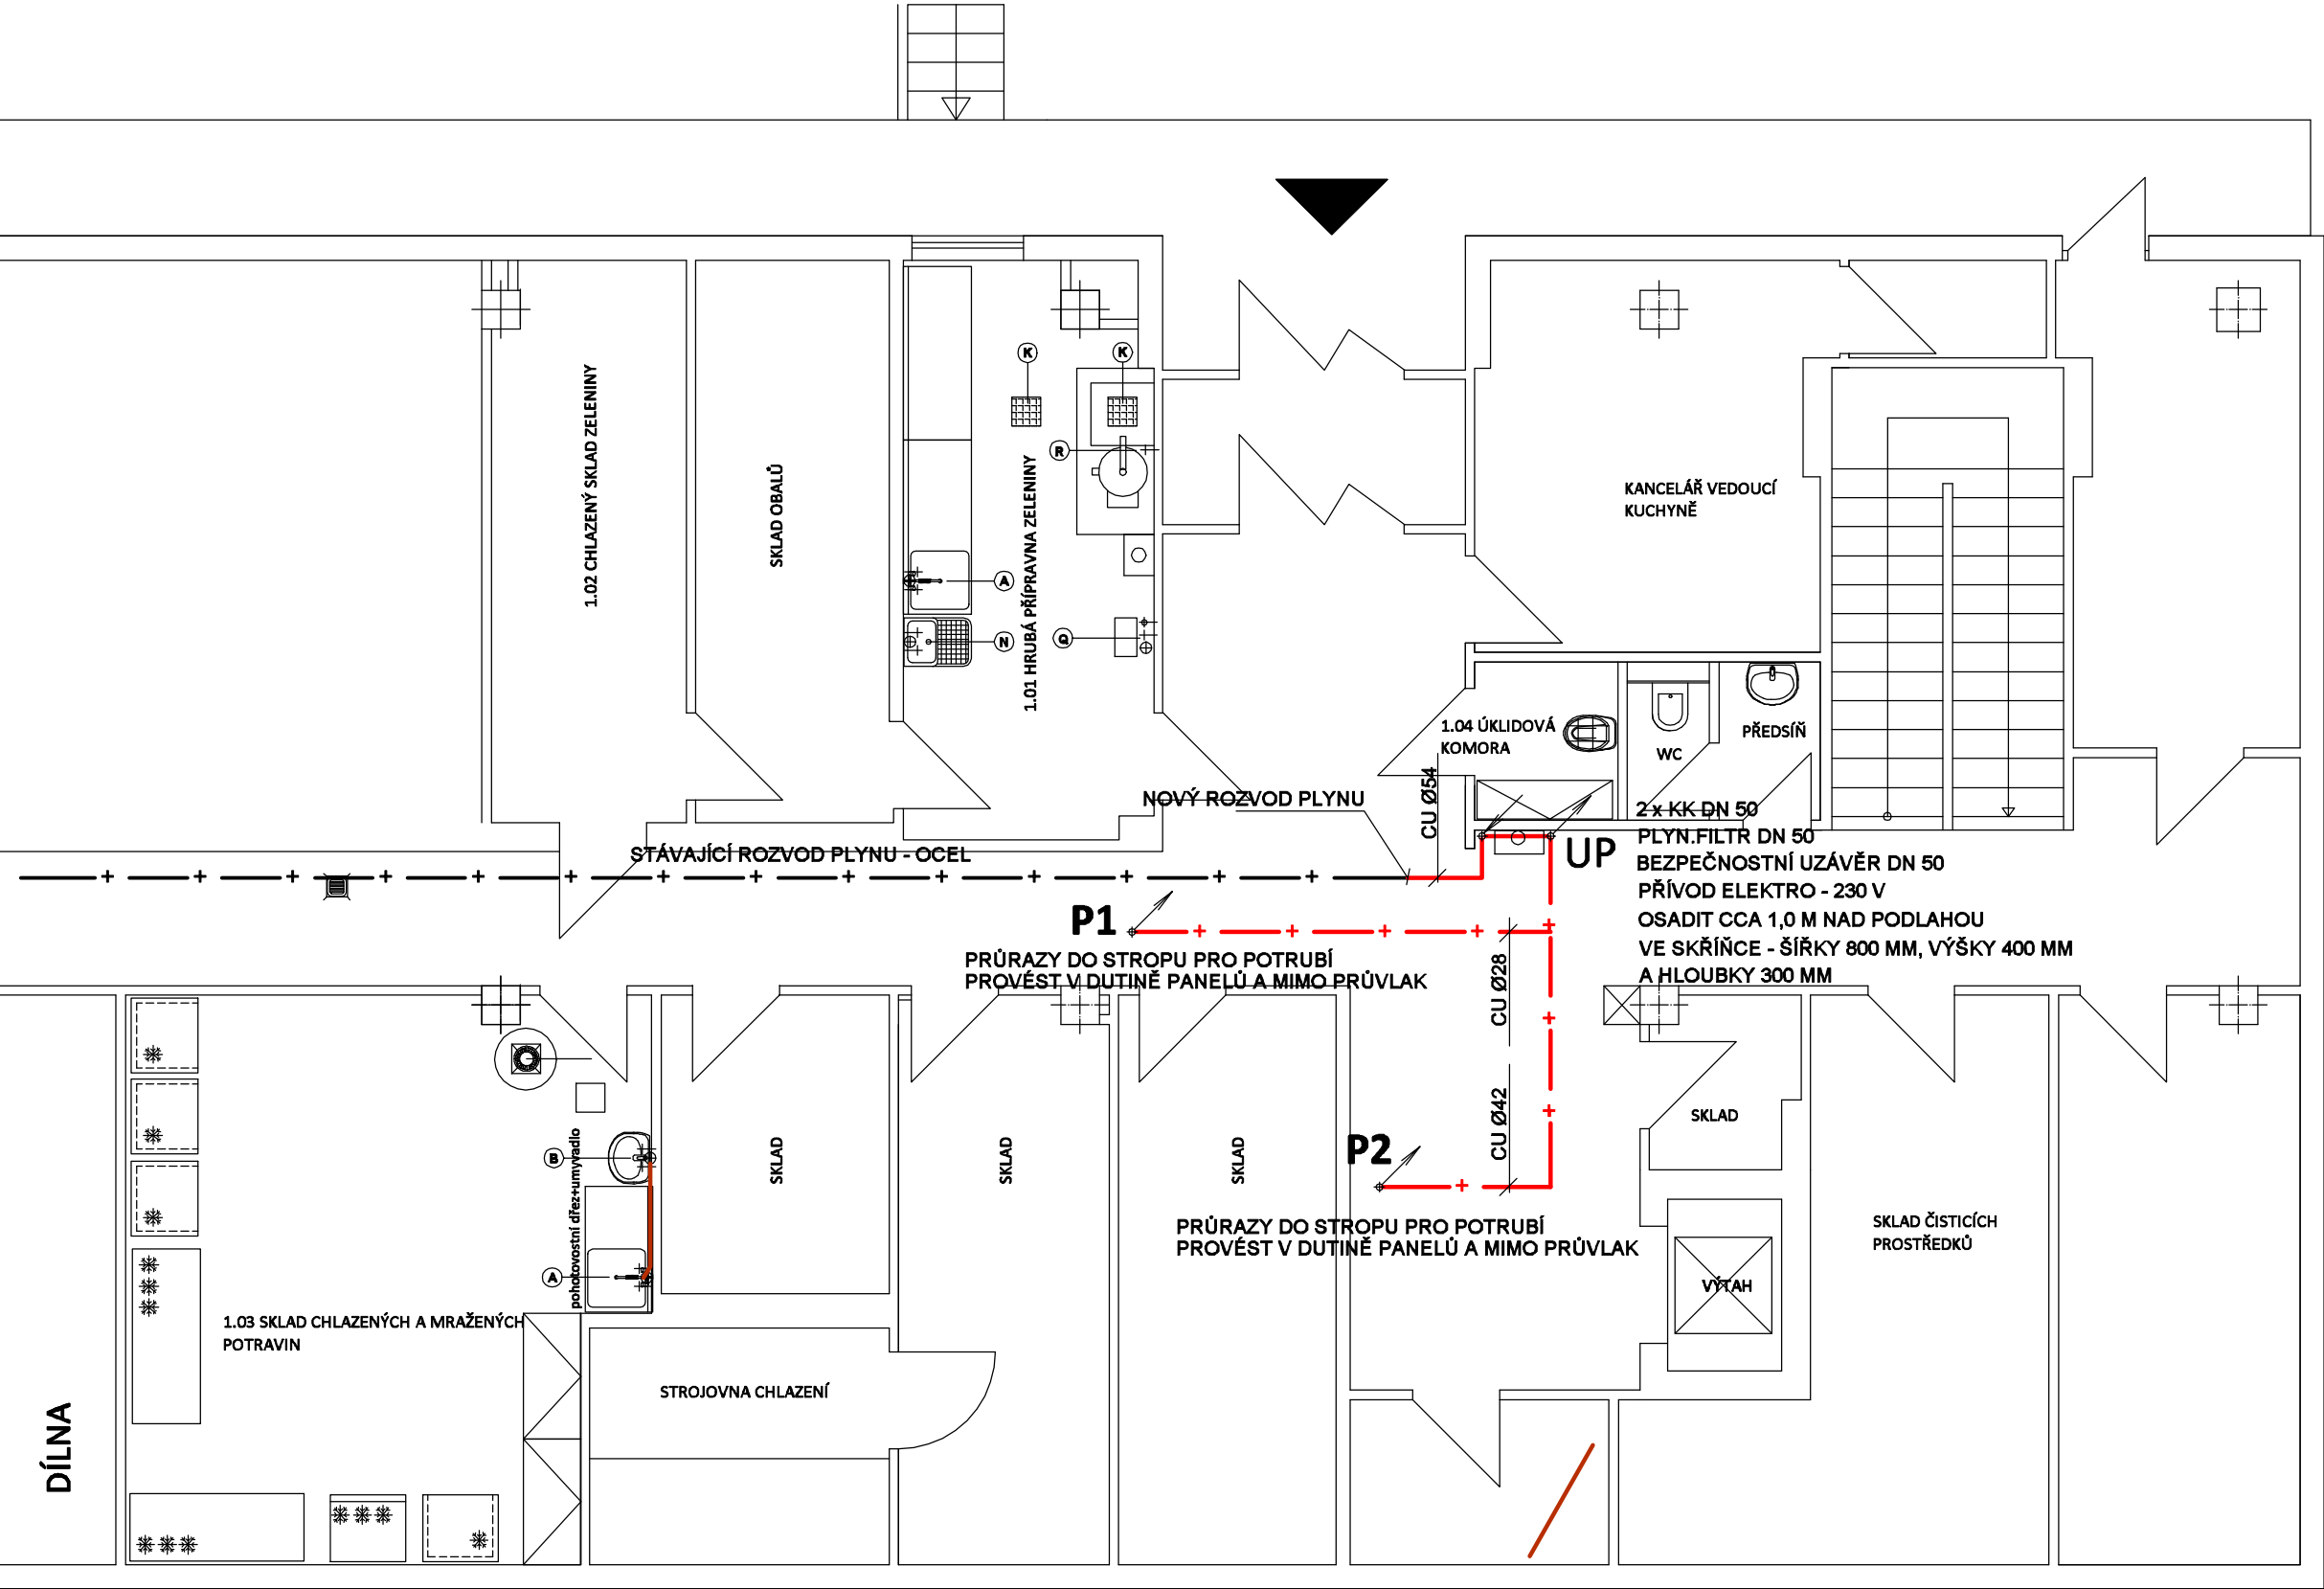 K
K
1.02 CHLAZENÝ SKLAD ZELENINY
SKLAD OBALŮ
1.01 HRUBÁ PŘÍPRAVNA ZELENINY
R
A
N
Q
KANCELÁŘ VEDOUCÍ
KUCHYNĚ
1.04 ÚKLIDOVÁ
KOMORA
WC
PŘEDSÍŇ
NOVÝ ROZVOD PLYNU
CU Ø54
STÁVAJÍCÍ ROZVOD PLYNU - OCEL
UP
2 x KK DN 50
PLYN.FILTR DN 50
BEZPEČNOSTNÍ UZÁVĚR DN 50
PŘÍVOD ELEKTRO - 230 V
OSADIT CCA 1,0 M NAD PODLAHOU
VE SKŘÍŇCE - ŠÍŘKY 800 MM, VÝŠKY 400 MM
A HLOUBKY 300 MM
P1
PRŮRAZY DO STROPU PRO POTRUBÍ
PROVÉST V DUTINĚ PANELŮ A MIMO PRŮVLAK
CU Ø28
CU Ø42
P2
PRŮRAZY DO STROPU PRO POTRUBÍ
PROVÉST V DUTINĚ PANELŮ A MIMO PRŮVLAK
B
A
pohotovostní dřez+umyvadlo
SKLAD
SKLAD
SKLAD
SKLAD
SKLAD ČISTICÍCH
PROSTŘEDKŮ
VÝTAH
1.03 SKLAD CHLAZENÝCH A MRAŽENÝCH
POTRAVIN
STROJOVNA CHLAZENÍ
DÍLNA